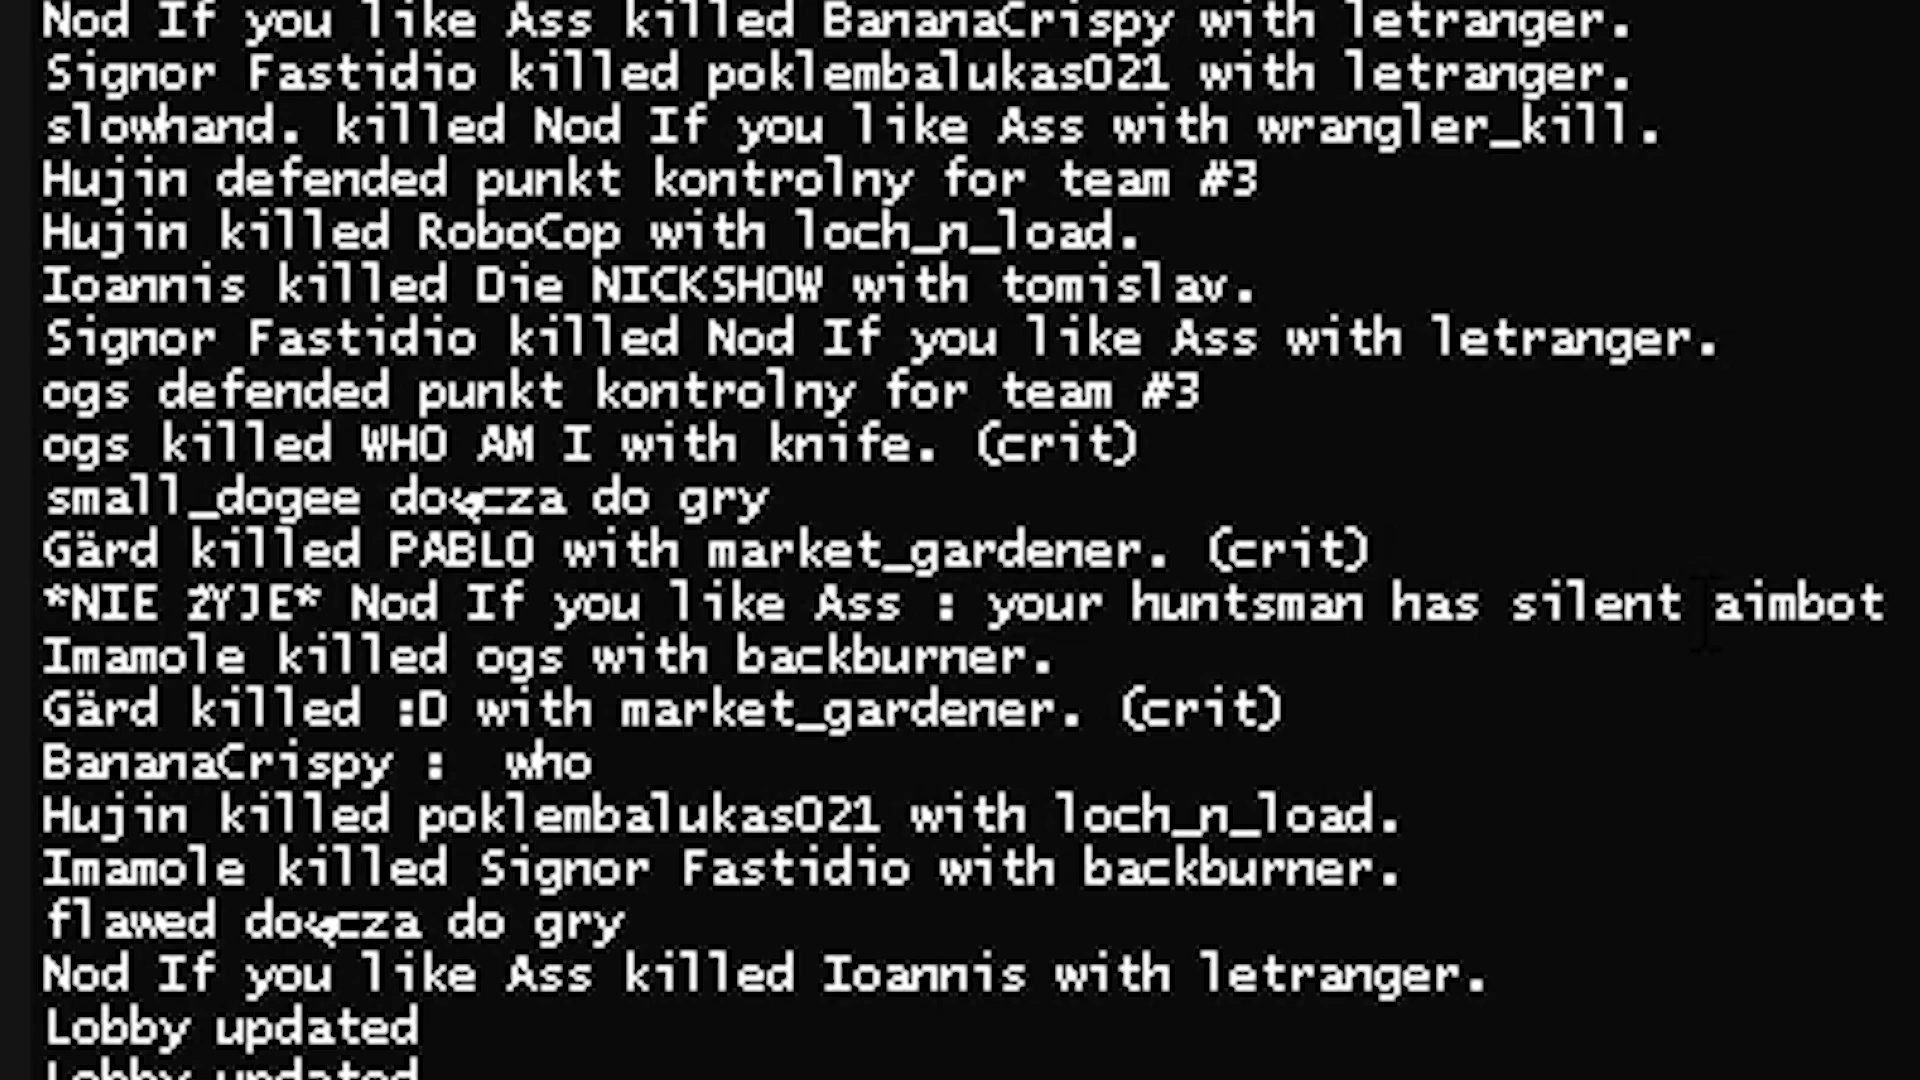 Nod If you like Ass killed BananaCrispy with letranger.
Signor Fastidio killed poklembalukas021 with letranger.
slowhand. killed Nod If you like Ass with wrangler_kill.
Hujin defended punkt kontrolny for team #3
Hujin killed RoboCop with loch_n_load.
Ioannis killed Die NICKSHOW with tomislav.
Signor Fastidio killed Nod If you like Ass with letranger.
ogs defended punkt kontrolny for team #3
ogs killed WHO AM I with knife. (crit)
small_dogee dołącza do gry
Gärd killed PABLO with market_gardener. (crit)
*NIE ŻYJE* Nod If you like Ass : your huntsman has silent aimbot
Imamole killed ogs with backburner.
Gärd killed :D with market_gardener. (crit)
BananaCrispy :  who
Hujin killed poklembalukas021 with loch_n_load.
Imamole killed Signor Fastidio with backburner.
flawed dołącza do gry
Nod If you like Ass killed Ioannis with letranger.
Lobby updated
Lobby updated